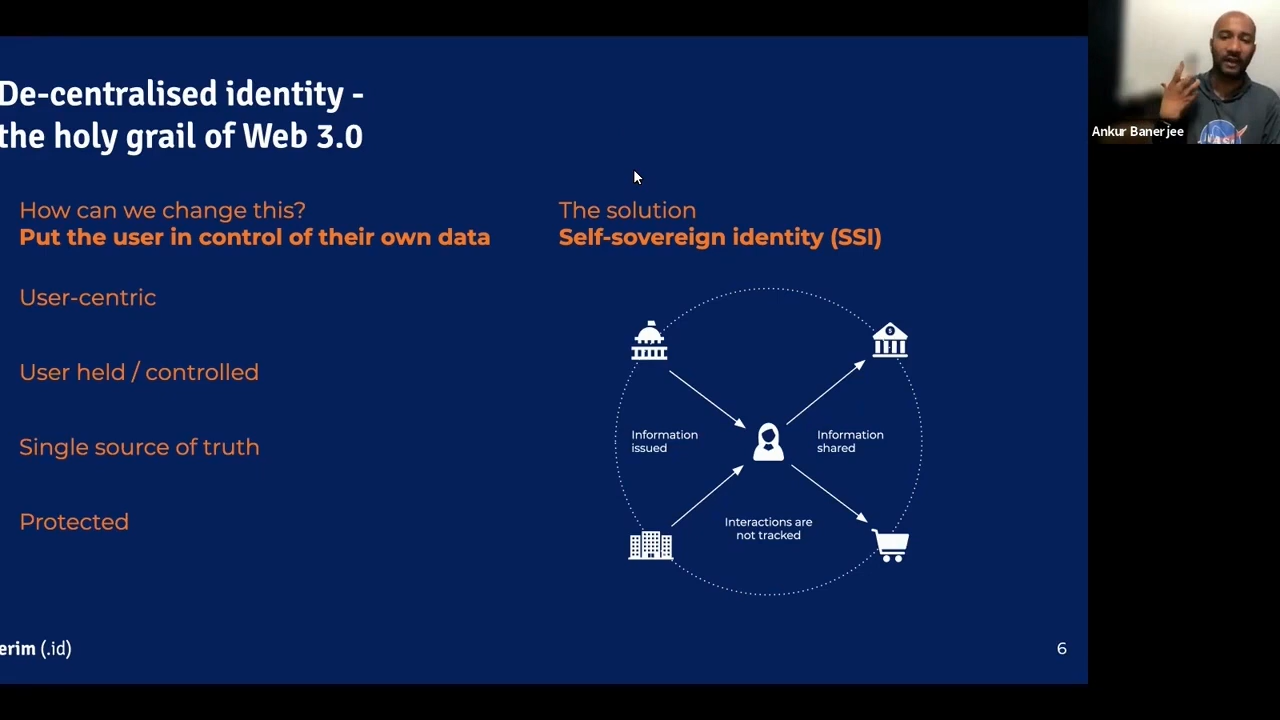 De-centralised identity -
the holy grail of Web 3.0
How can we change this?
Put the user in control of their own data
User-centric
User held / controlled
Single source of truth
Protected
The solution
Self-sovereign identity (SSI)
Information
issued
Information
shared
Interactions are
not tracked
erim (.id)
6
Ankur Banerjee
NASA